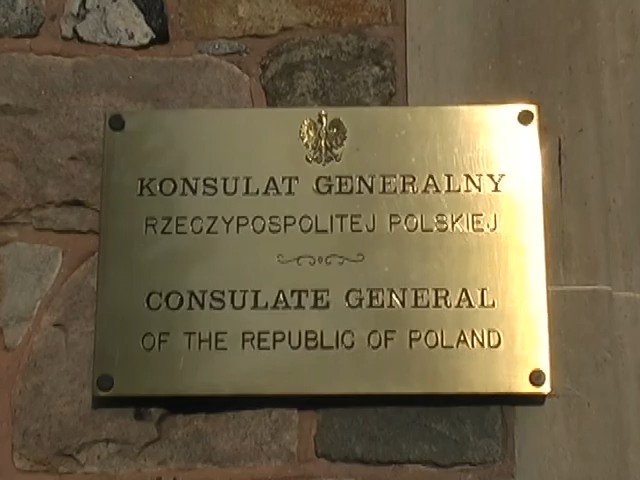 KONSULAT GENERALNY
RZECZYPOSPOLITEJ POLSKIEJ
CONSULATE GENERAL
OF THE REPUBLIC OF POLAND